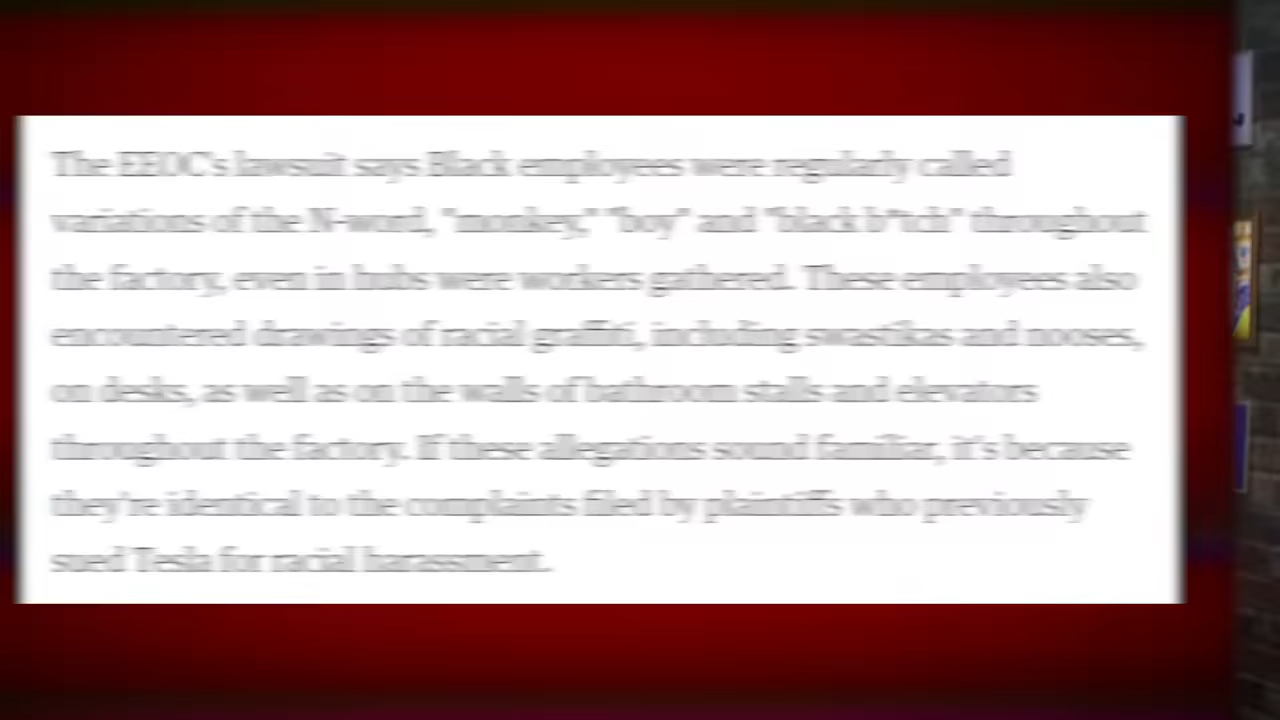 The EEOC's lawsuit says Black employees were regularly called
variations of the N-word, "monkey," "boy" and "black b*tch" throughout
the factory, even in hubs were workers gathered. These employees also
encountered drawings of racial graffiti, including swastikas and nooses,
on desks, as well as on the walls of bathroom stalls and elevators
throughout the factory. If these allegations sound familiar, it's because
they're identical to the complaints filed by plaintiffs who previously
sued Tesla for racial harassment.